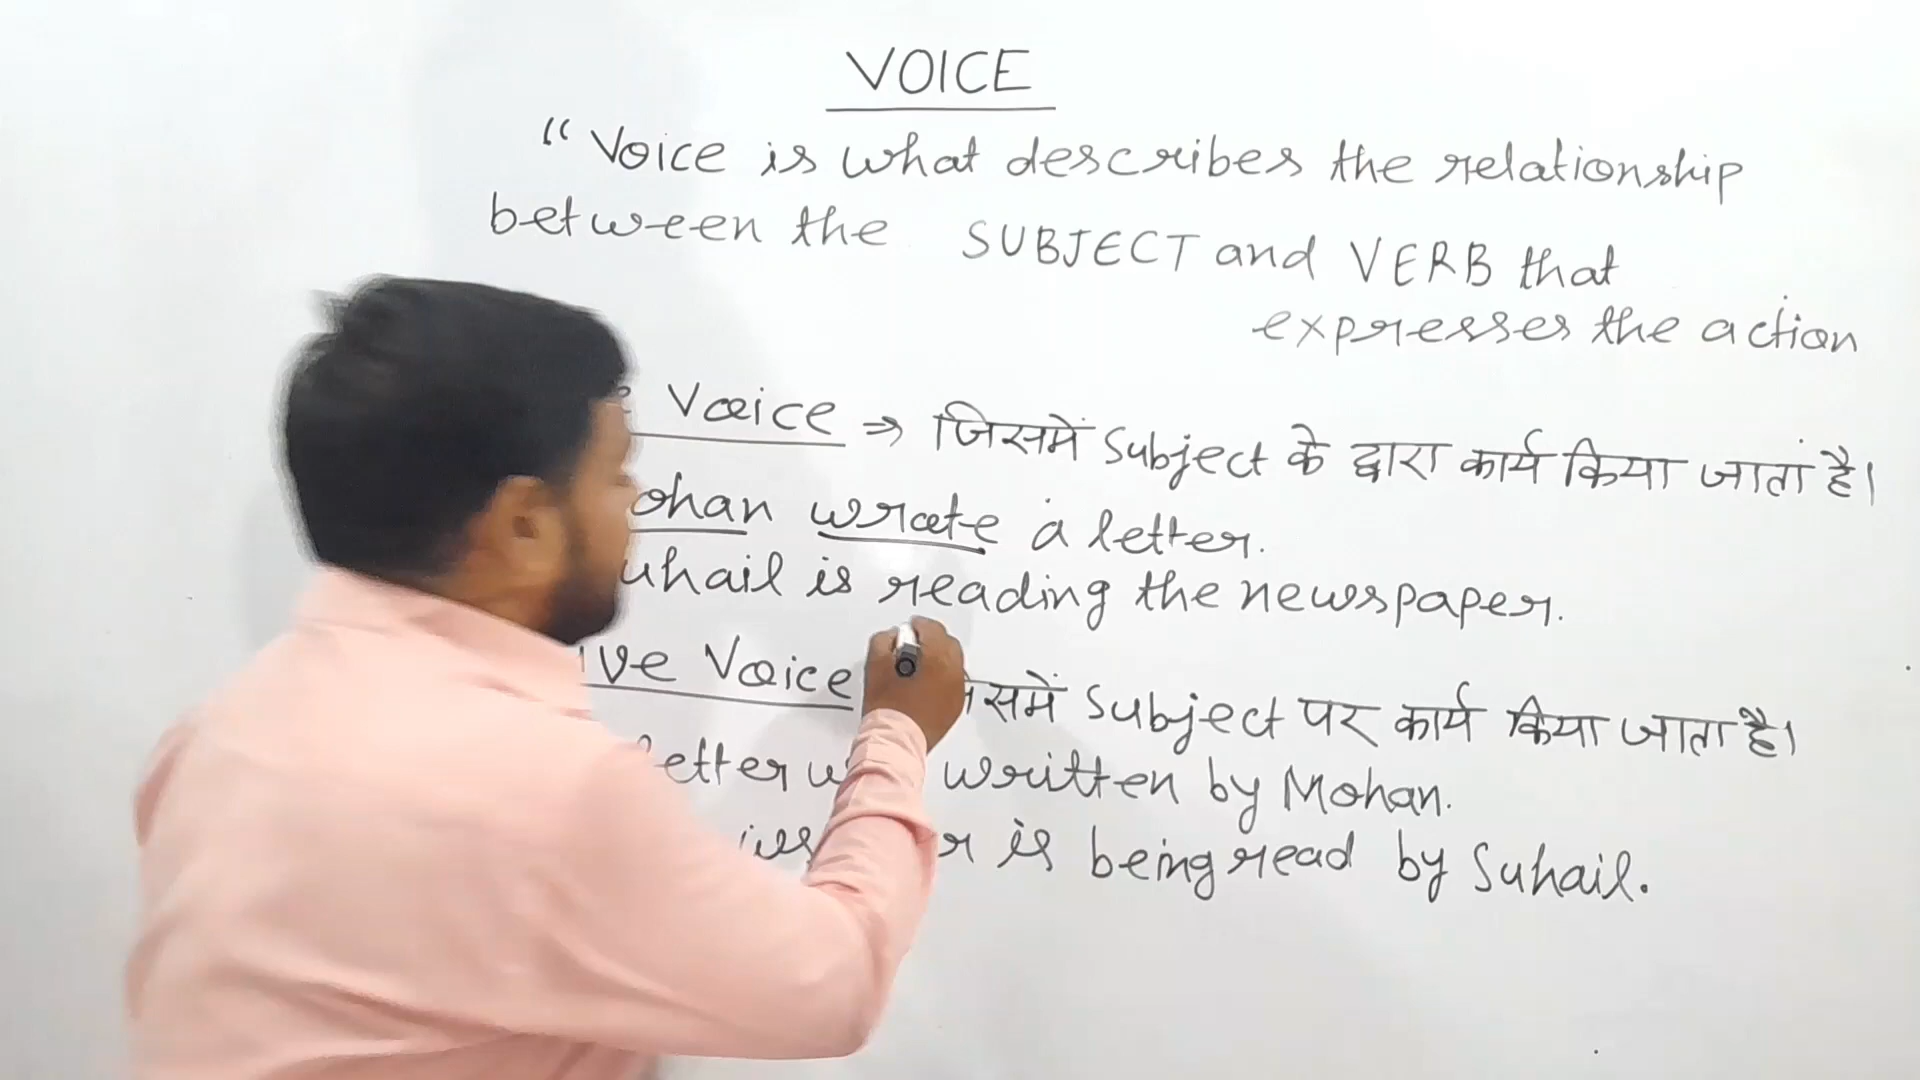 VOICE
“Voice is what describes the relationship
between the SUBJECT and VERB that
expresses the action
Voice ⇒ जिसमें Subject के द्वारा कार्य किया जाता है।
ohan wrote a letter.
uhail is reading the newspaper.
ive Voice समें Subject पर कार्य किया जाता है।
letter written by Mohan.
is being read by Suhail.